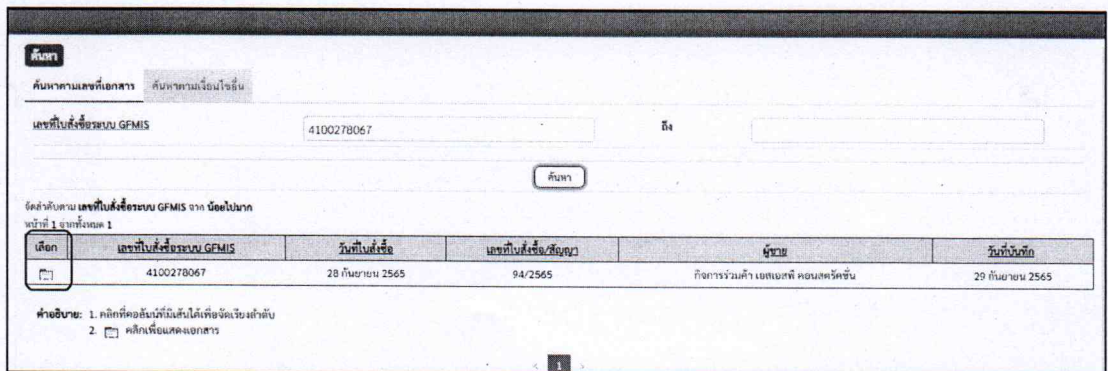 ค้นหา
ค้นหาตามเลขที่เอกสาร ค้นหาตามเงื่อนไขอื่น
เลขที่ใบสั่งซื้อระบบ GFMIS 4100278067 ถึง
ค้นหา
จัดลำดับตาม เลขที่ใบสั่งซื้อระบบ GFMIS จาก น้อยไปมาก
หน้าที่ 1 จากทั้งหมด 1
เลือก เลขที่ใบสั่งซื้อระบบ GFMIS วันที่ใบสั่งซื้อ เลขที่ใบสั่งซื้อ/สัญญา ผู้ขาย วันที่บันทึก
4100278067 28 กันยายน 2565 94/2565 กิจการร่วมค้า เอสเอสพี คอนสตรัคชั่น 29 กันยายน 2565
คำอธิบาย: 1. คลิกที่คอลัมน์ที่มีเส้นใต้เพื่อจัดเรียงลำดับ
2. คลิกเพื่อแสดงเอกสาร
< 1 >